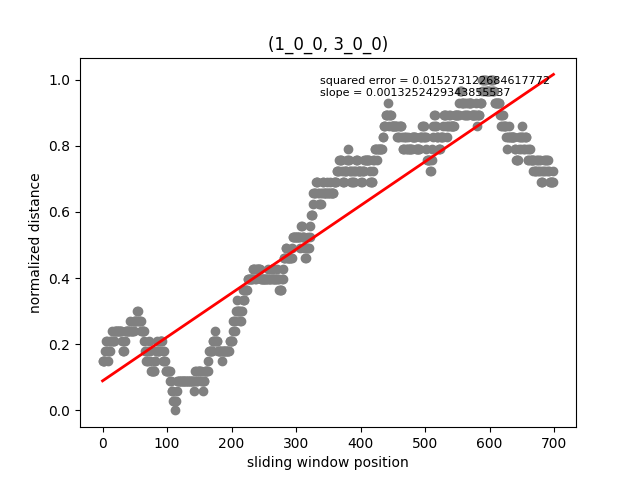 (1_0_0, 3_0_0)
squared error = 0.015273122684617772
slope = 0.0013252429343855537
normalized distance
1.0
0.8
0.6
0.4
0.2
0.0
0 100 200 300 400 500 600 700
sliding window position